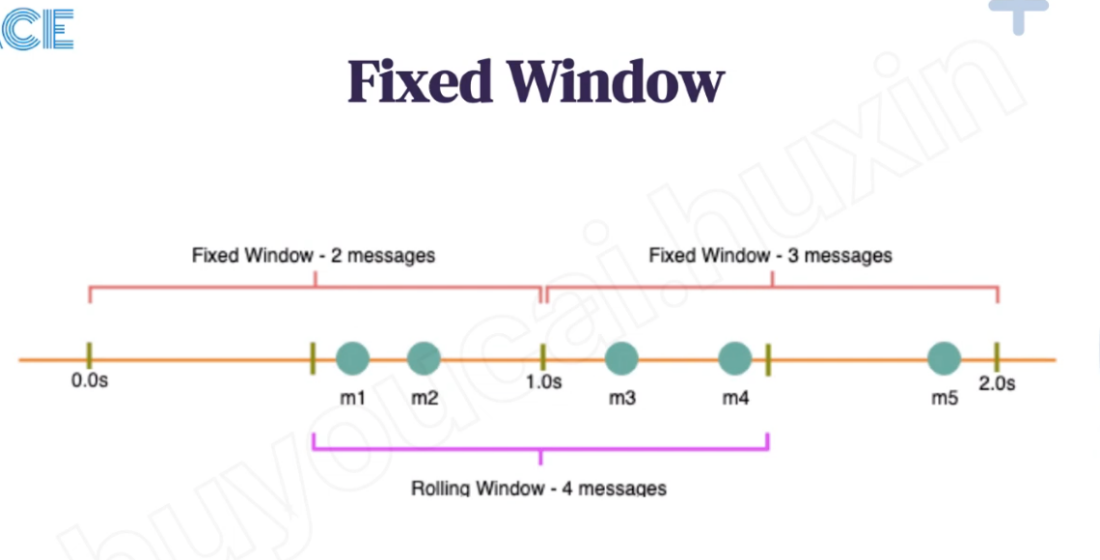 CE
Fixed Window
Fixed Window - 2 messages
Fixed Window - 3 messages
0.0s
1.0s
2.0s
m1
m2
m3
m4
m5
Rolling Window - 4 messages
buyoucai.huxin